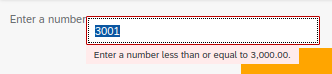 Enter a number
3001
Enter a number less than or equal to 3,000.00.